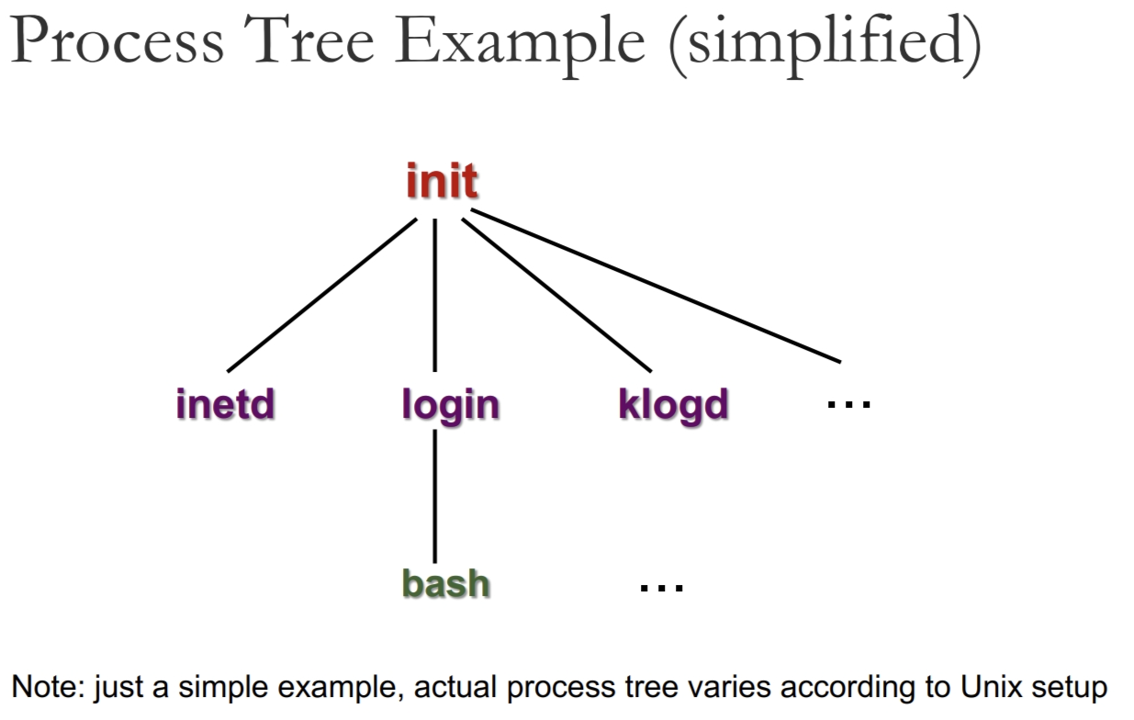 Process Tree Example (simplified)
init
inetd login klogd ...
bash ...
Note: just a simple example, actual process tree varies according to Unix setup